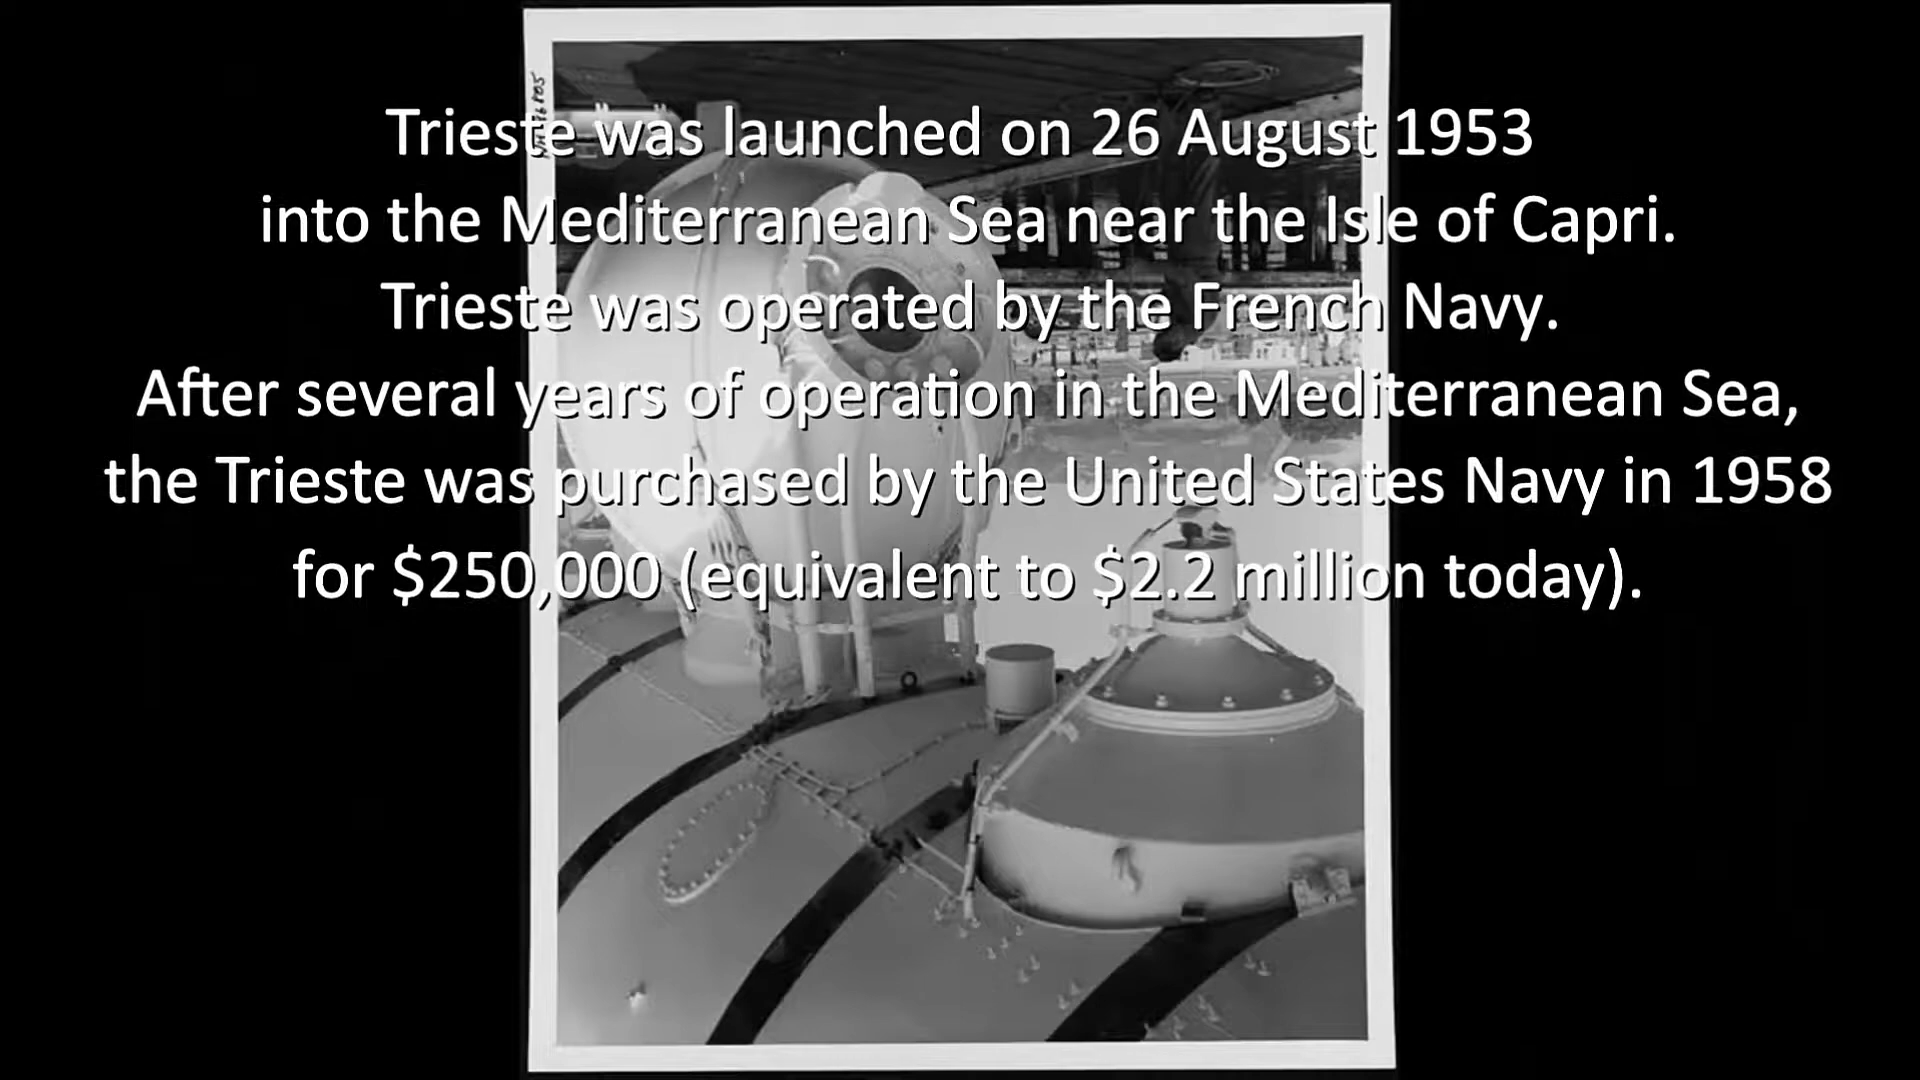 Trieste was launched on 26 August 1953
into the Mediterranean Sea near the Isle of Capri.
Trieste was operated by the French Navy.
After several years of operation in the Mediterranean Sea,
the Trieste was purchased by the United States Navy in 1958
for $250,000 (equivalent to $2.2 million today).